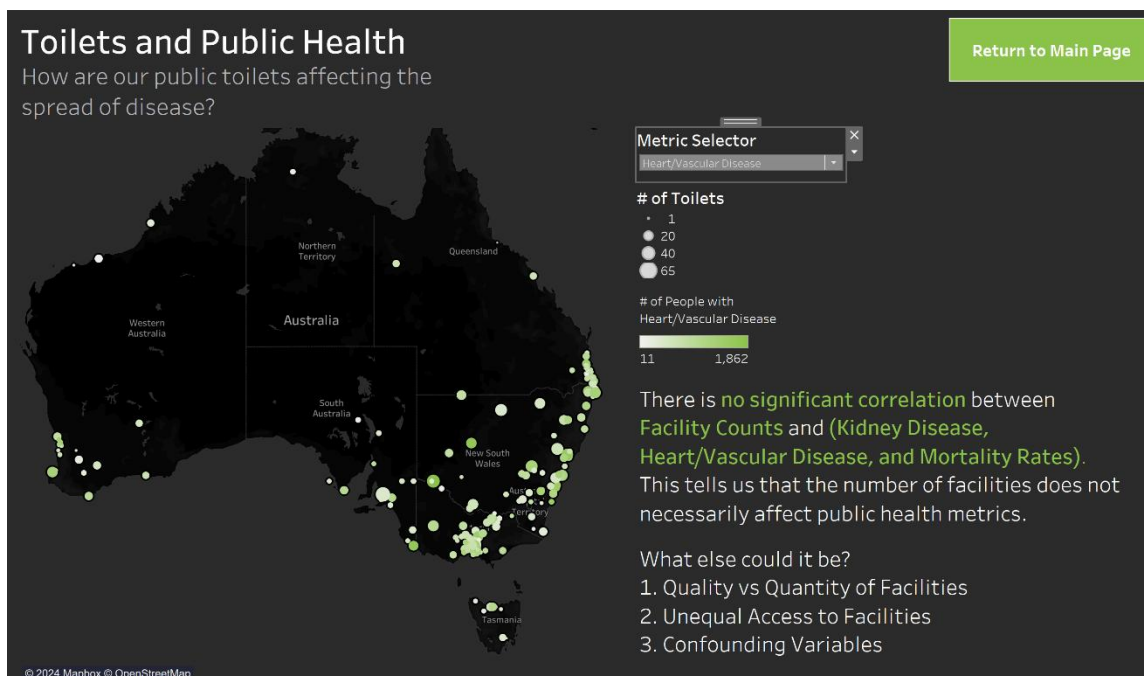 Toilets and Public Health
Return to Main Page
How are our public toilets affecting the
spread of disease?
Metric Selector
Heart/Vascular Disease
# of Toilets
1
20
40
65
# of People with
Heart/Vascular Disease
11 1,862
Northern
Territory
Queensland
Western
Australia
Australia
South
Australia
New South
Wales
Territory
Tasmania
There is no significant correlation between
Facility Counts and (Kidney Disease,
Heart/Vascular Disease, and Mortality Rates).
This tells us that the number of facilities does not
necessarily affect public health metrics.
What else could it be?
1. Quality vs Quantity of Facilities
2. Unequal Access to Facilities
3. Confounding Variables
© 2024 Mapbox © OpenStreetMap